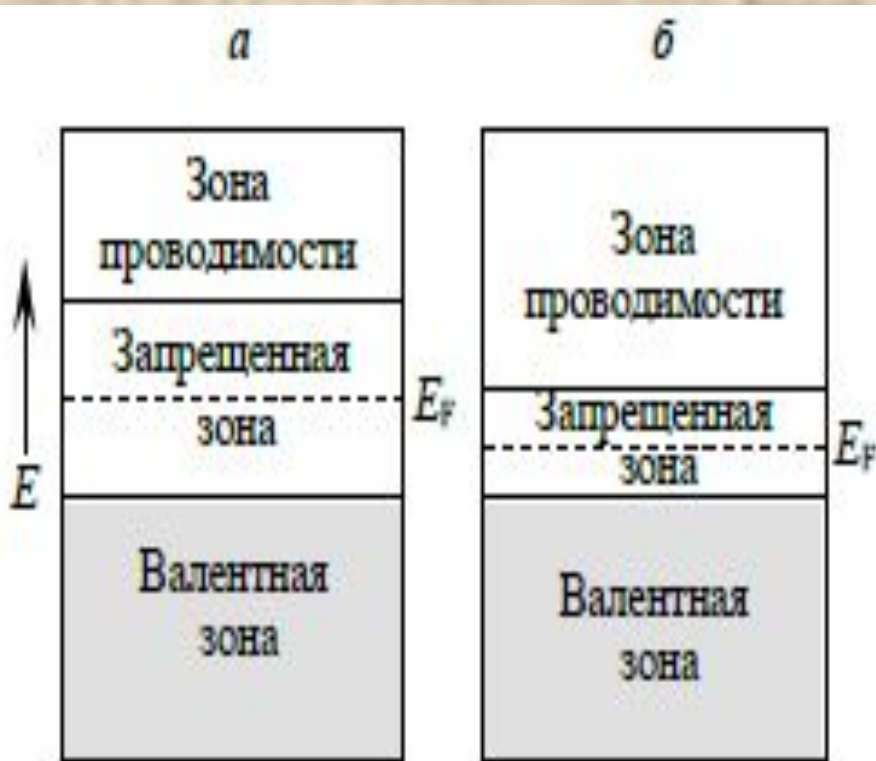 а
б
Зона
проводимости
Запрещенная
зона
Валентная
зона
E
E_F
Зона
проводимости
Запрещенная
зона
Валентная
зона
E_F